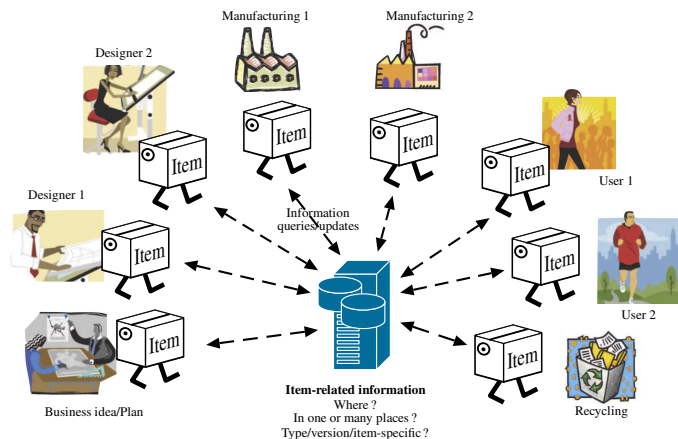 Manufacturing 1
Manufacturing 2
Designer 2
Item
Item
Item
Item
User 1
Designer 1
Information
queries/updates
Item
Item
User 2
Item
Item
Business idea/Plan
Item-related information
Where ?
In one or many places ?
Type/version/item-specific ?
Recycling